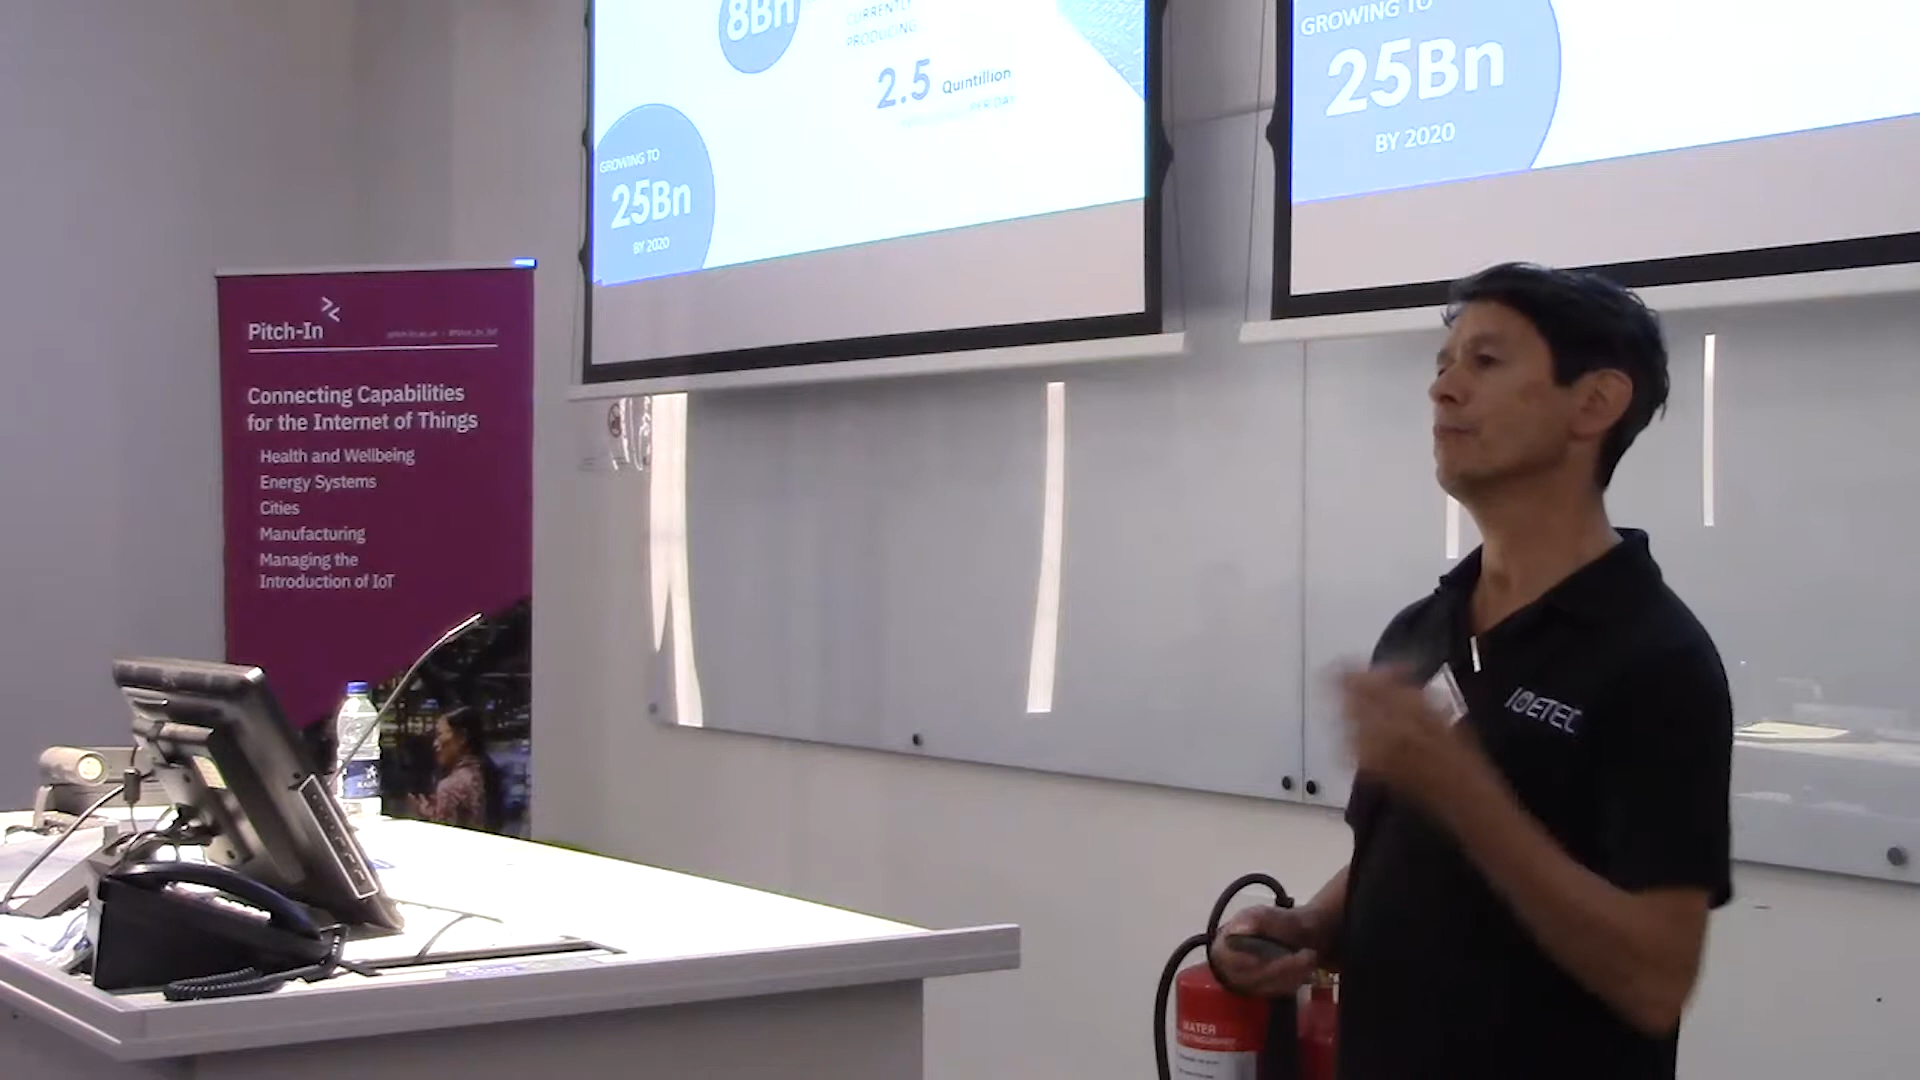 8Bn
CURRENTLY
PRODUCING
2.5 Quintillion
PER DAY
GROWING TO
25Bn
BY 2020
GROWING TO
25Bn
BY 2020
Pitch-In
Connecting Capabilities
for the Internet of Things
Health and Wellbeing
Energy Systems
Cities
Manufacturing
Managing the
Introduction of IoT
IOETEC
WATER